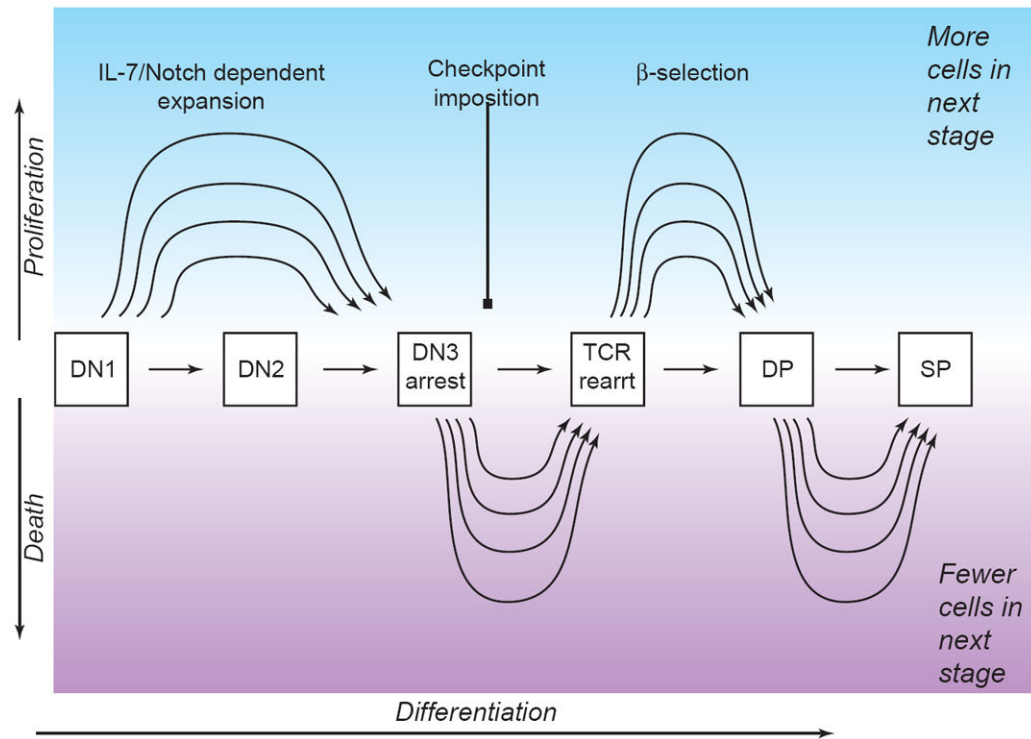 IL-7/Notch dependent
expansion
Checkpoint
imposition
β-selection
More
cells in
next
stage
Proliferation
DN1
DN2
DN3
arrest
TCR
rearrt
DP
SP
Death
Fewer
cells in
next
stage
Differentiation